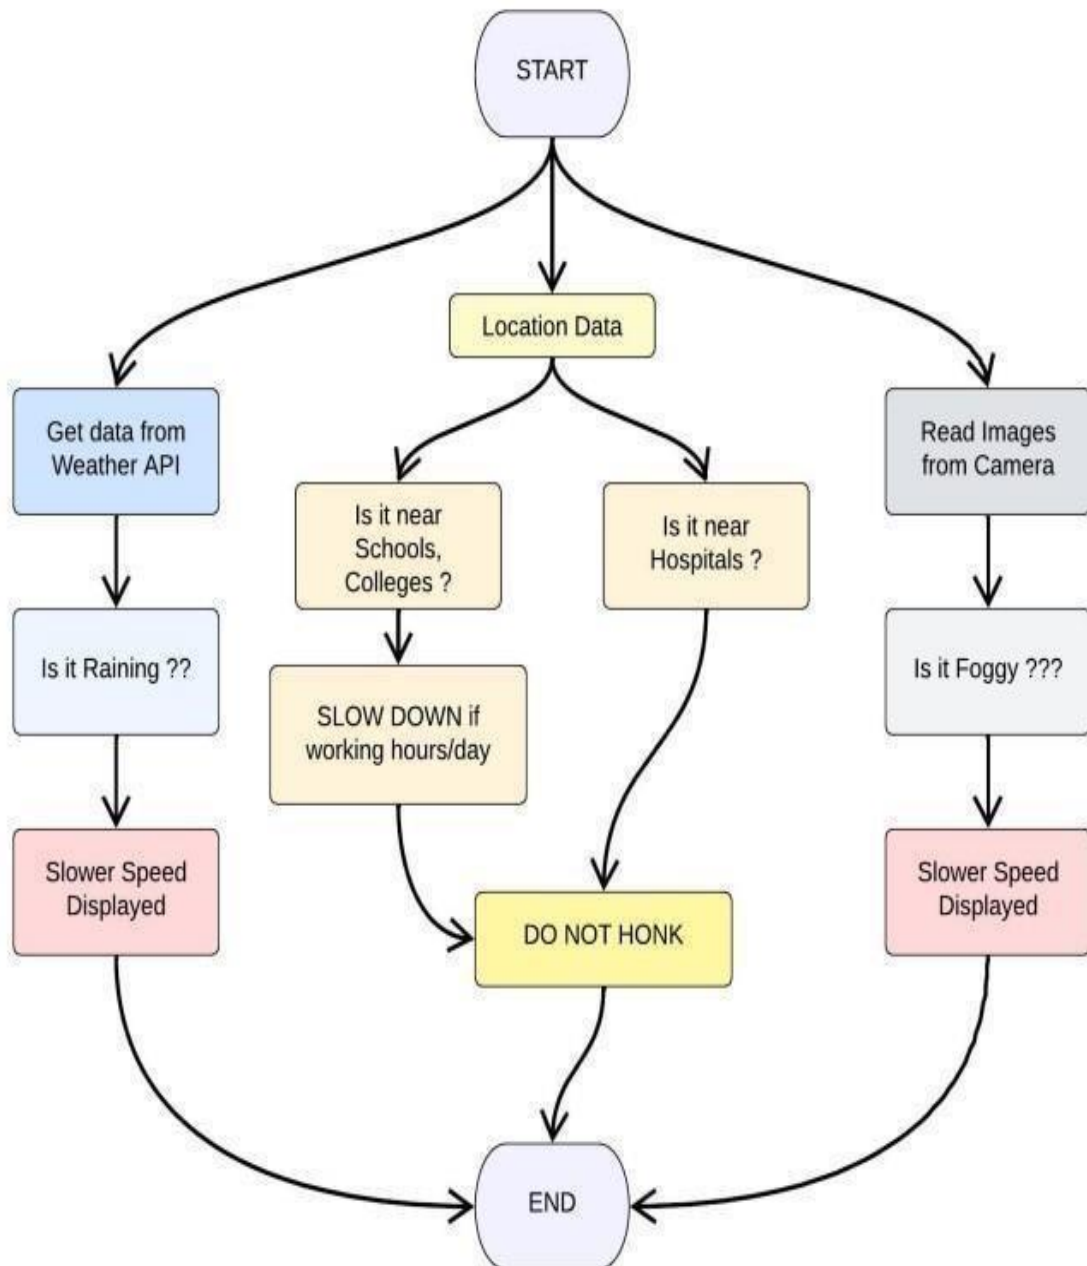 START
Location Data
Get data from
Weather API
Read Images
from Camera
Is it near
Schools,
Colleges ?
Is it near
Hospitals ?
Is it Raining ??
SLOW DOWN if
working hours/day
Is it Foggy ???
Slower Speed
Displayed
DO NOT HONK
Slower Speed
Displayed
END